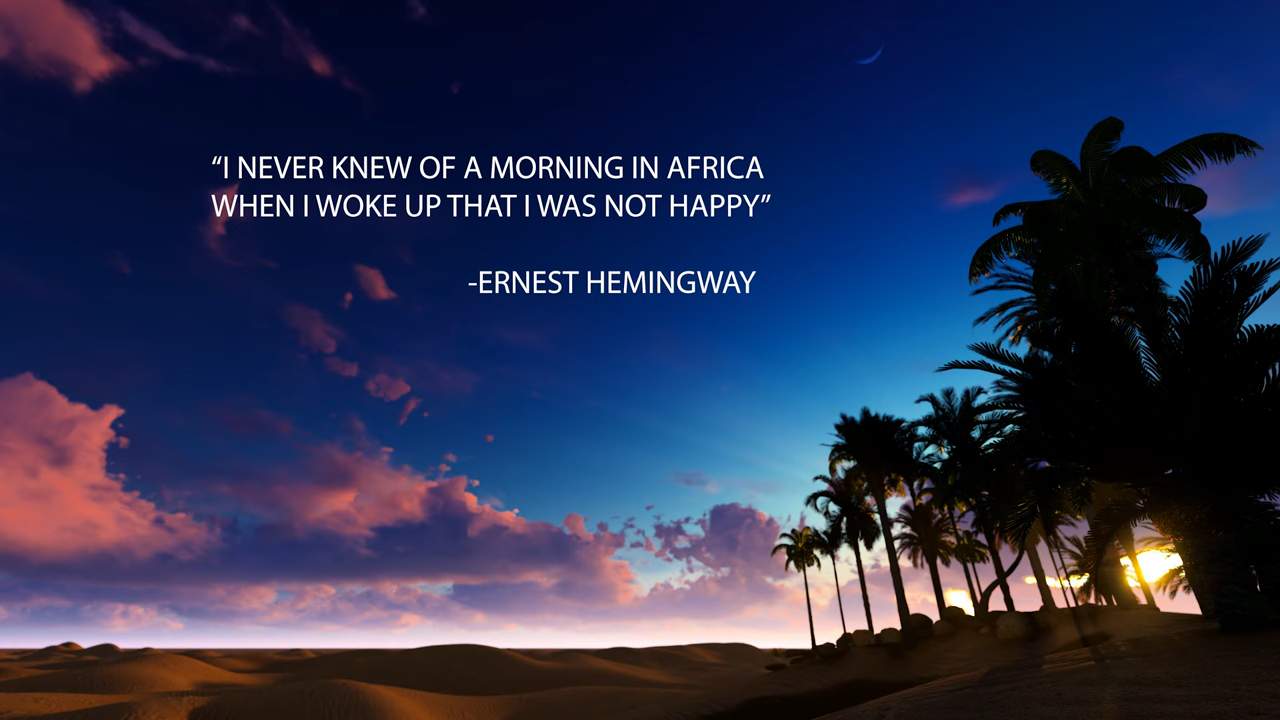 “I NEVER KNEW OF A MORNING IN AFRICA
WHEN I WOKE UP THAT I WAS NOT HAPPY”
-ERNEST HEMINGWAY